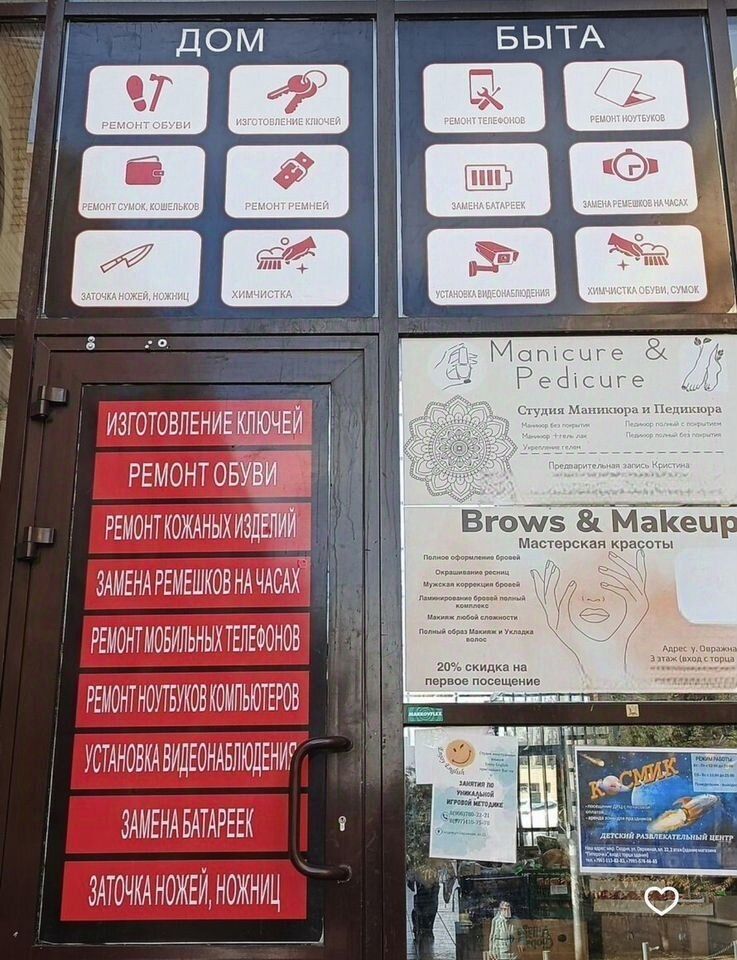 ДОМ
РЕМОНТ ОБУВИ
ИЗГОТОВЛЕНИЕ КЛЮЧЕЙ
РЕМОНТ СУМОК, КОШЕЛЬКОВ
РЕМОНТ РЕМНЕЙ
ЗАТОЧКА НОЖЕЙ, НОЖНИЦ
ХИМЧИСТКА
БЫТА
РЕМОНТ ТЕЛЕФОНОВ
РЕМОНТ НОУТБУКОВ
ЗАМЕНА БАТАРЕЕК
ЗАМЕНА РЕМЕШКОВ НА ЧАСАХ
УСТАНОВКА ВИДЕОНАБЛЮДЕНИЯ
ХИМЧИСТКА ОБУВИ, СУМОК
ИЗГОТОВЛЕНИЕ КЛЮЧЕЙ
РЕМОНТ ОБУВИ
РЕМОНТ КОЖАНЫХ ИЗДЕЛИЙ
ЗАМЕНА РЕМЕШКОВ НА ЧАСАХ
РЕМОНТ МОБИЛЬНЫХ ТЕЛЕФОНОВ
РЕМОНТ НОУТБУКОВ КОМПЬЮТЕРОВ
УСТАНОВКА ВИДЕОНАБЛЮДЕНИЯ
ЗАМЕНА БАТАРЕЕК
ЗАТОЧКА НОЖЕЙ, НОЖНИЦ
Manicure &
Pedicure
Студия Маникюра и Педикюра
Маникюр без покрытия
Маникюр +гель лак
Укрепление гелем
Педикюр полный с покрытием
Педикюр полный без покрытия
Предварительная запись Кристина
Brows & Makeup
Мастерская красоты
Полное оформление бровей
Окрашивание ресниц
Мужская коррекция бровей
Ламинирование бровей полный
комплекс
Макияж любой сложности
Полный образ Макияж и Укладка
волос
20% скидка на
первое посещение
Адрес у. Овражна
3 этаж (вход с торца
ЗАНЯТИЯ ПО
УНИКАЛЬНОЙ
ИГРОВОЙ МЕТОДИКЕ
КОСМИК
РЕЖИМ РАБОТЫ
ДЕТСКИЙ РАЗВЛЕКАТЕЛЬНЫЙ ЦЕНТР